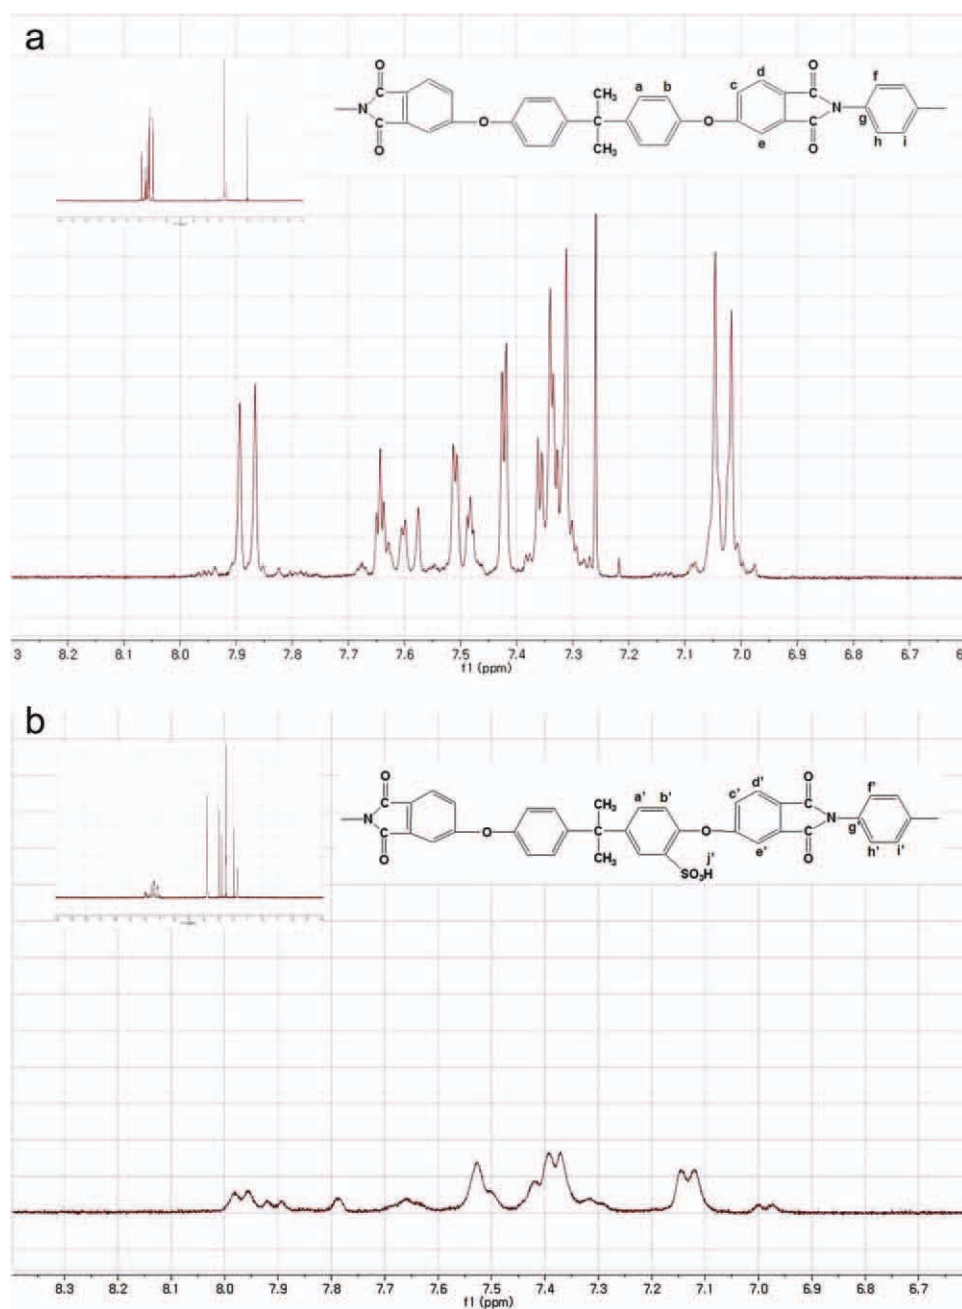 a
O O
CH₃ a b c d f
N O O N g
CH₃ e h i
O O
3 8.2 8.1 8.0 7.9 7.8 7.7 7.6 7.5 7.4 7.3 7.2 7.1 7.0 6.9 6.8 6.7 6.
f1 (ppm)
b
O O
CH₃ a' b' c' d' f'
N O O N g'
CH₃ j' e' h' i'
O SO₃H O
8.3 8.2 8.1 8.0 7.9 7.8 7.7 7.6 7.5 7.4 7.3 7.2 7.1 7.0 6.9 6.8 6.7
f1 (ppm)